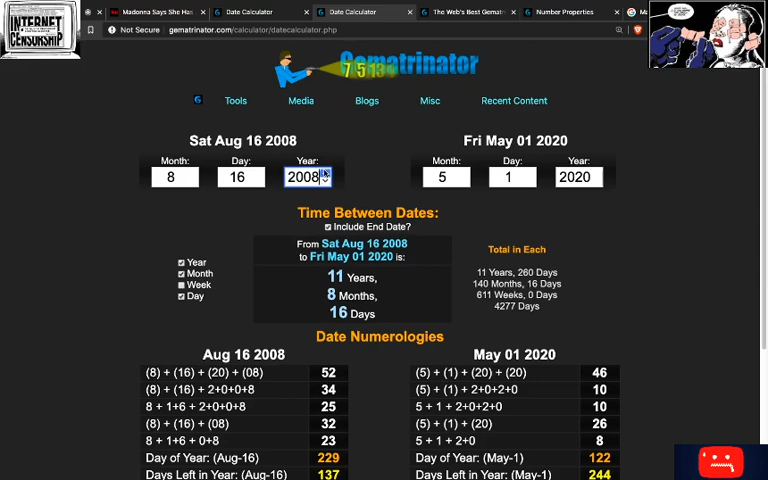 INTERNET
CENSORSHIP
Madonna Says She Has
Date Calculator
Date Calculator
The Web's Best Gemat
Number Properties
Not Secure
gematrinator.com/calculator/datecalculator.php
Gematrinator
Tools
Media
Blogs
Misc
Recent Content
Sat Aug 16 2008
Fri May 01 2020
Month:
Day:
Year:
Month:
Day:
Year:
8
16
2008
5
1
2020
Time Between Dates:
Include End Date?
From Sat Aug 16 2008
to Fri May 01 2020 is:
11 Years,
8 Months,
16 Days
Year
Month
Week
Day
Total in Each
11 Years, 260 Days
140 Months, 16 Days
611 Weeks, 0 Days
4277 Days
Date Numerologies
Aug 16 2008
May 01 2020
(8) + (16) + (20) + (08) 52
(5) + (1) + (20) + (20) 46
(8) + (16) + 2+0+0+8 34
(5) + (1) + 2+0+2+0 10
8 + 1+6 + 2+0+0+8 25
5 + 1 + 2+0+2+0 10
(8) + (16) + (08) 32
(5) + (1) + (20) 26
8 + 1+6 + 0+8 23
5 + 1 + 2+0 8
Day of Year: (Aug-16) 229
Day of Year: (May-1) 122
Days Left in Year: (Aug-16) 137
Days Left in Year: (May-1) 244